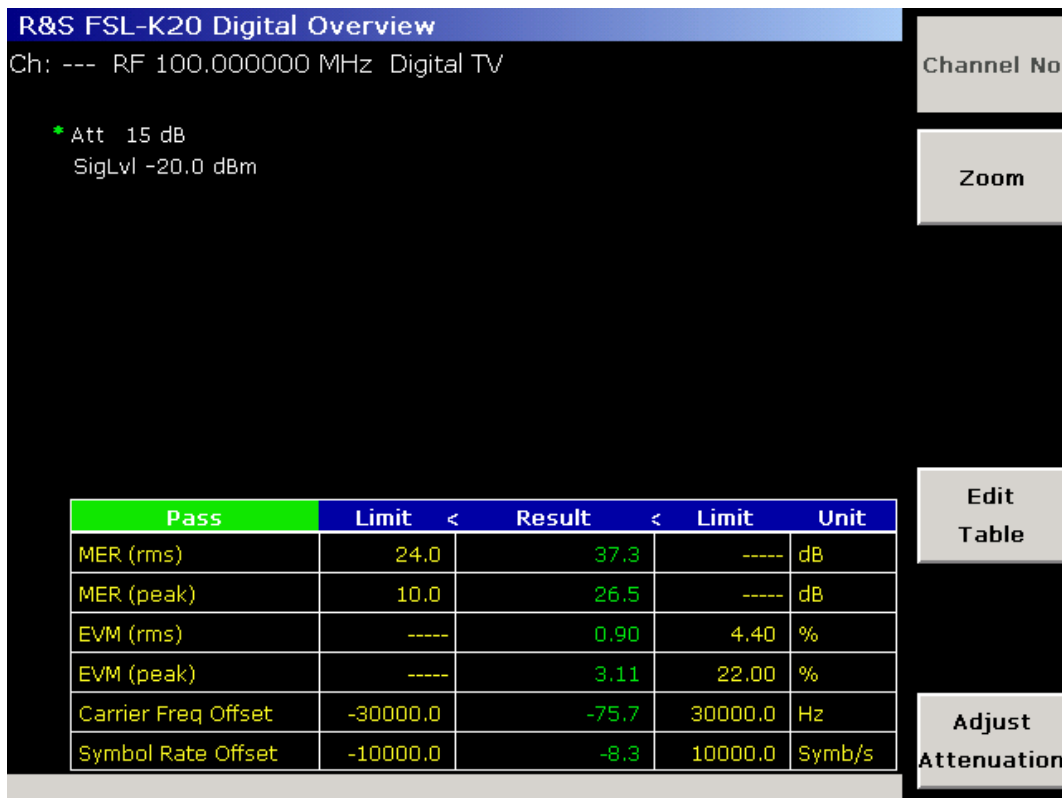 R&S FSL-K20 Digital Overview
Ch: --- RF 100.000000 MHz Digital TV
* Att 15 dB
SigLvl -20.0 dBm
Pass Limit < Result < Limit Unit
MER (rms) 24.0 37.3 ----- dB
MER (peak) 10.0 26.5 ----- dB
EVM (rms) ----- 0.90 4.40 %
EVM (peak) ----- 3.11 22.00 %
Carrier Freq Offset -30000.0 -75.7 30000.0 Hz
Symbol Rate Offset -10000.0 -8.3 10000.0 Symb/s
Channel No
Zoom
Edit
Table
Adjust
Attenuation